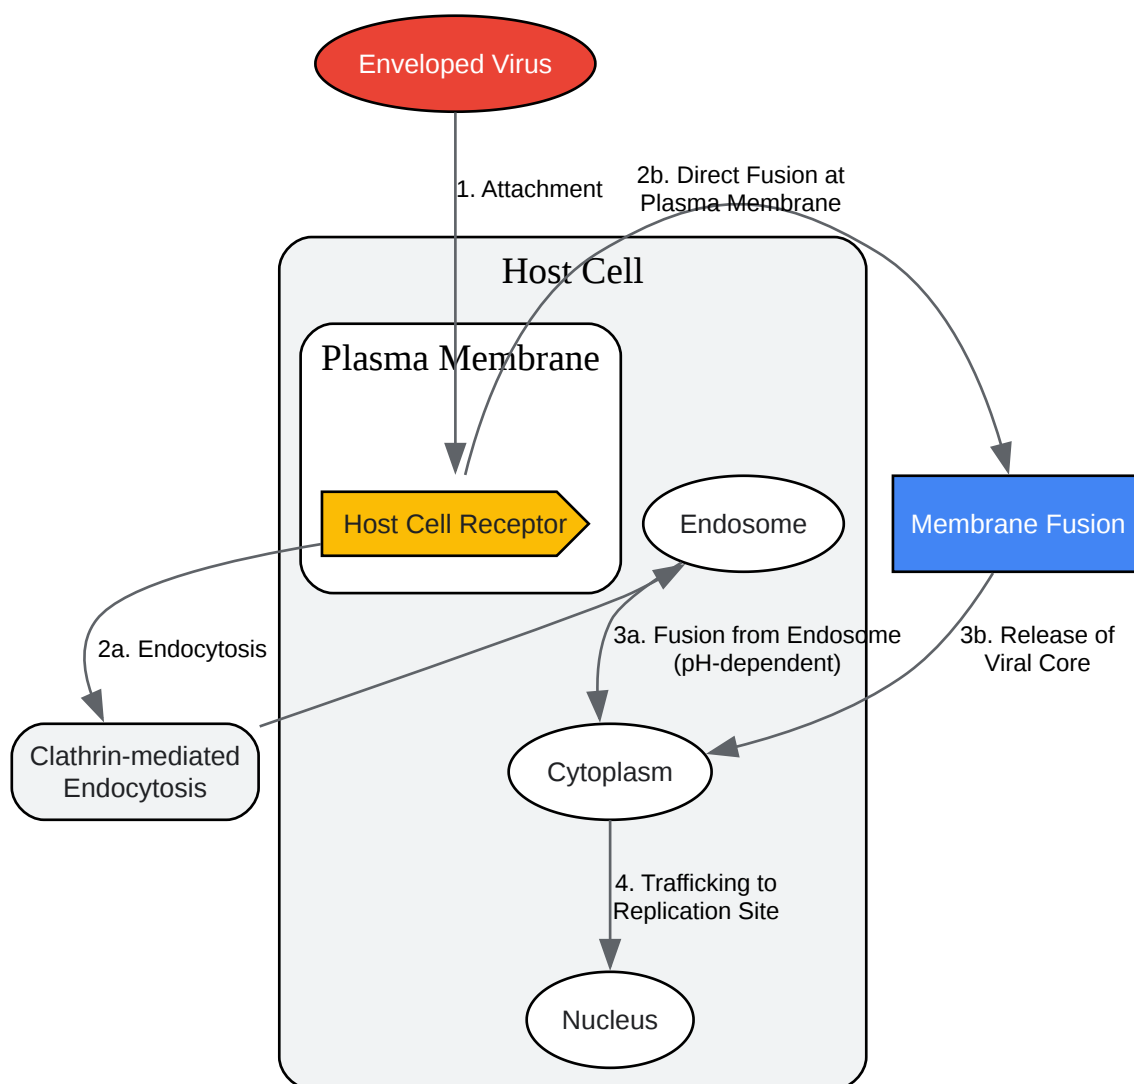 Enveloped Virus
1. Attachment
2b. Direct Fusion at
Plasma Membrane
Host Cell
Plasma Membrane
Host Cell Receptor
Endosome
Membrane Fusion
2a. Endocytosis
3a. Fusion from Endosome
(pH-dependent)
3b. Release of
Viral Core
Clathrin-mediated
Endocytosis
Cytoplasm
4. Trafficking to
Replication Site
Nucleus